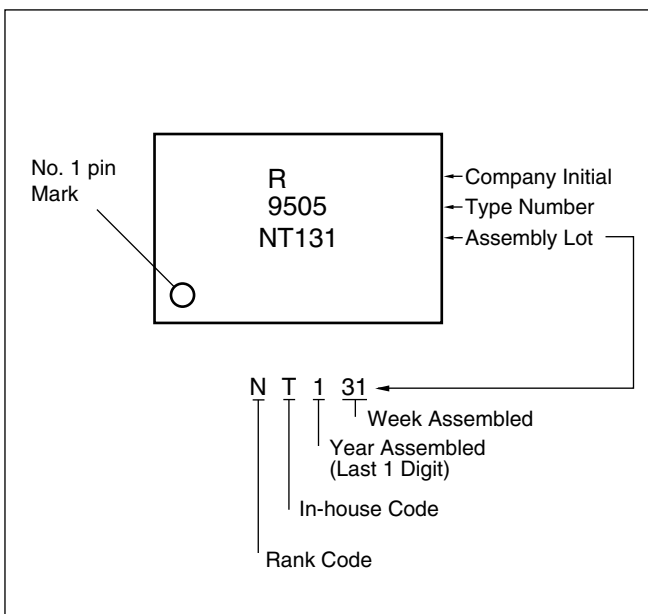 No. 1 pin
Mark
R
9505
NT131
Company Initial
Type Number
Assembly Lot
N T 1 31
Week Assembled
Year Assembled
(Last 1 Digit)
In-house Code
Rank Code